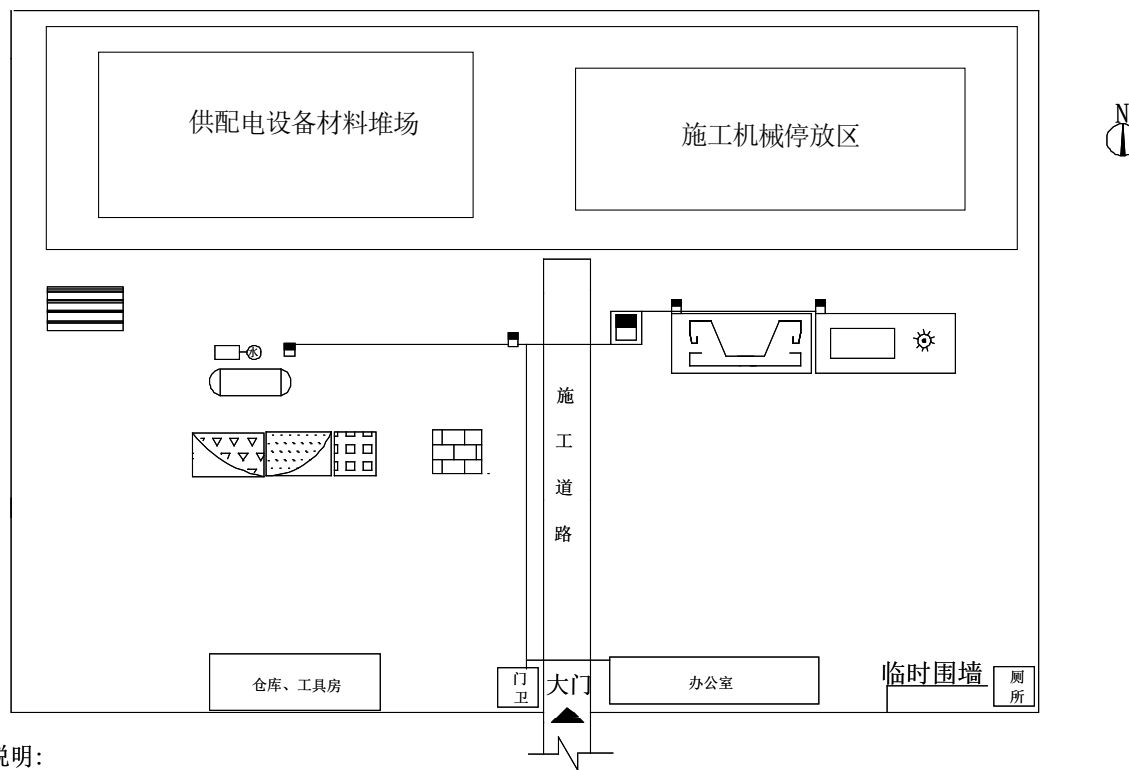 供配电设备材料堆场
施工机械停放区
N
水
施
工
道
路
仓库、工具房
门
卫
大门
办公室
临时围墙
厕
所
说明: